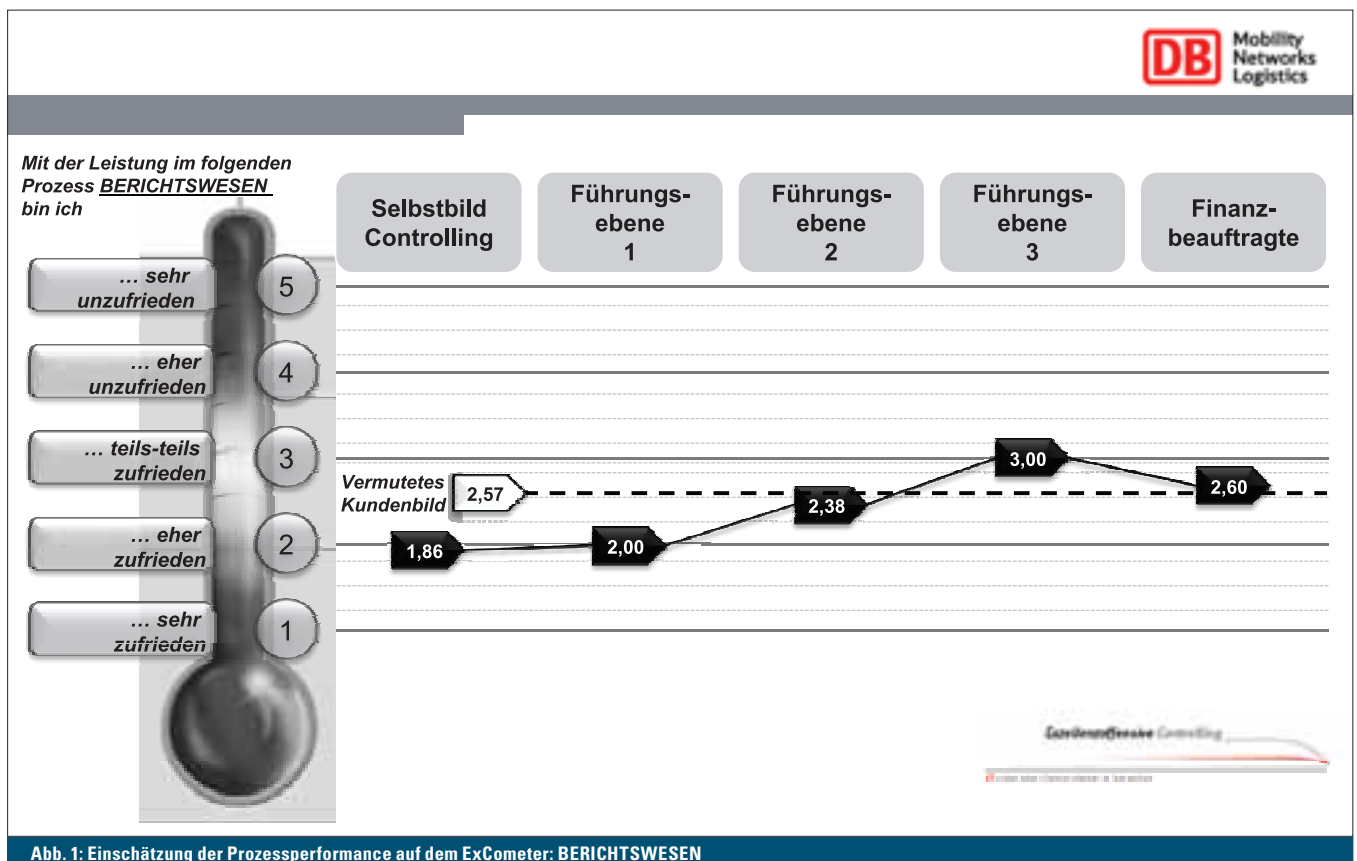 DB Mobility
Networks
Logistics
Mit der Leistung im folgenden
Prozess BERICHTSWESEN
bin ich
Selbstbild
Controlling
Führungs-
ebene
1
Führungs-
ebene
2
Führungs-
ebene
3
Finanz-
beauftragte
... sehr
unzufrieden
5
... eher
unzufrieden
4
... teils-teils
zufrieden
3
... eher
zufrieden
2
... sehr
zufrieden
1
Vermutetes
Kundenbild
2,57
1,86
2,00
2,38
3,00
2,60
Controlling
Abb. 1: Einschätzung der Prozessperformance auf dem ExCometer: BERICHTSWESEN